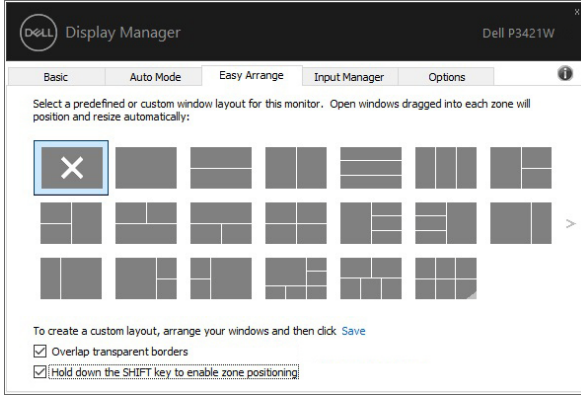 DELL Display Manager
Dell P3421W
Basic Auto Mode Easy Arrange Input Manager Options
Select a predefined or custom window layout for this monitor. Open windows dragged into each zone will
position and resize automatically:
To create a custom layout, arrange your windows and then click Save
Overlap transparent borders
Hold down the SHIFT key to enable zone positioning